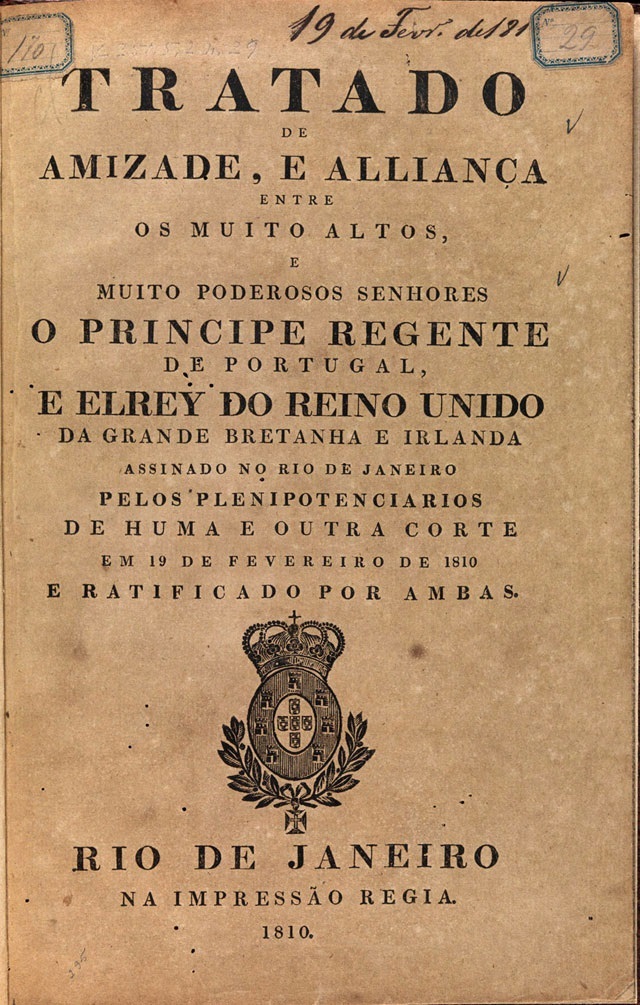 19 de Fevr. de 181
29
TRATADO
DE
AMIZADE, E ALLIANÇA
ENTRE
OS MUITO ALTOS,
E
MUITO PODEROSOS SENHORES
O PRINCIPE REGENTE
DE PORTUGAL,
E ELREY DO REINO UNIDO
DA GRANDE BRETANHA E IRLANDA
ASSINADO NO RIO DE JANEIRO
PELOS PLENIPOTENCIARIOS
DE HUMA E OUTRA CORTE
EM 19 DE FEVEREIRO DE 1810
E RATIFICADO POR AMBAS.
RIO DE JANEIRO
NA IMPRESSÃO REGIA.
1810.